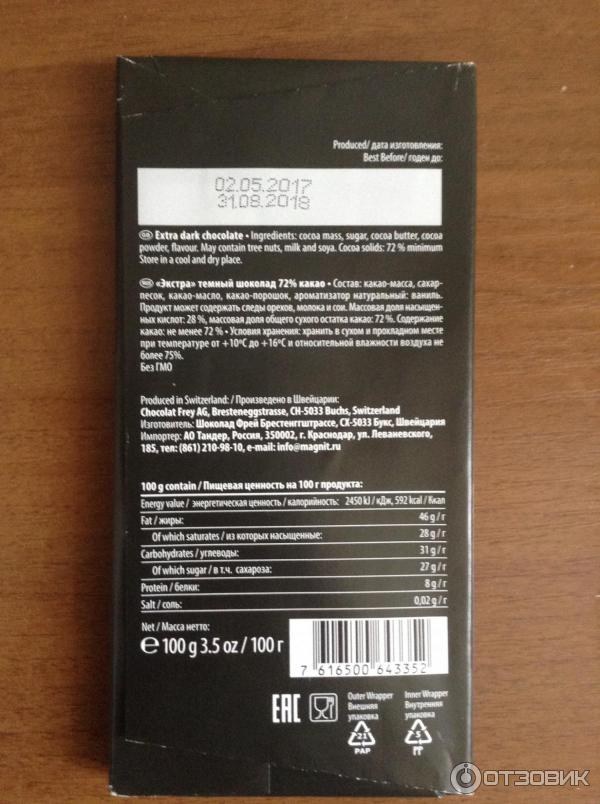 Produced/ дата изготовления:
Best Before/ годен до:
02.05.2017
31.08.2018
GB Extra dark chocolate • Ingredients: cocoa mass, sugar, cocoa butter, cocoa
powder, flavour. May contain tree nuts, milk and soya. Cocoa solids: 72 % minimum
Store in a cool and dry place.
RUS «Экстра» темный шоколад 72% какао • Состав: какао-масса, сахар-
песок, какао-масло, какао-порошок, ароматизатор натуральный: ваниль.
Продукт может содержать следы орехов, молока и сои. Массовая доля насыщен-
ных кислот: 28 %, массовая доля общего сухого остатка какао: 72 %. Содержание
какао: не менее 72 % • Условия хранения: хранить в сухом и прохладном месте
при температуре от +10ºC до +16ºC и относительной влажности воздуха не
более 75%.
Без ГМО
Produced in Switzerland: / Произведено в Швейцарии:
Chocolat Frey AG, Bresteneggstrasse, CH-5033 Buchs, Switzerland
Изготовитель: Шоколад Фрей Брестенггштрассе, СХ-5033 Букс, Швейцария
Импортер: АО Тандер, Россия, 350002, г. Краснодар, ул. Леваневского,
185, тел: (861) 210-98-10, e-mail: info@magnit.ru
100 g contain / Пищевая ценность на 100 г продукта:
Energy value / энергетическая ценность / калорийность: 2450 kJ / кДж, 592 kcal / Ккал
Fat / жиры: 46 g / г
Of which saturates / из которых насыщенные: 28 g / г
Carbohydrates / углеводы: 31 g / г
Of which sugar / в т.ч. сахароза: 27 g / г
Protein / белки: 8 g / г
Salt / соль: 0,02 g / г
Net / Масса нетто:
℮ 100 g 3.5 oz / 100 г
7 616500 643352
EAC
Outer Wrapper
Внешняя
упаковка
21
PAP
Inner Wrapper
Внутренняя
упаковка
5
ПП
ОТЗОВИК